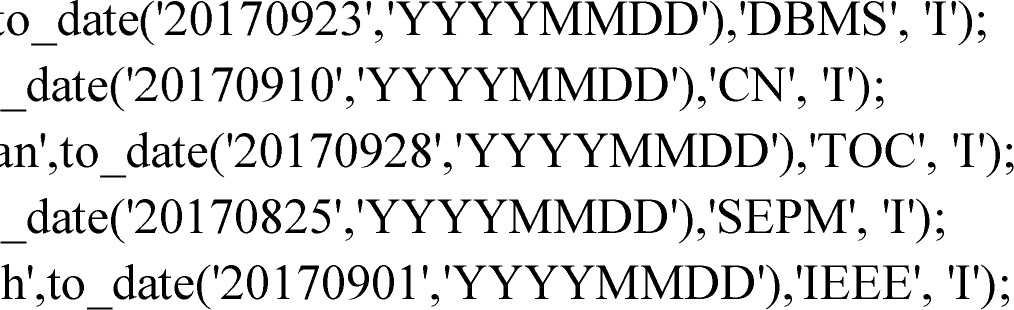 to_date('20170923','YYYYMMDD'),'DBMS', 'I');
_date('20170910','YYYYMMDD'),'CN', 'I');
an',to_date('20170928','YYYYMMDD'),'TOC', 'I');
_date('20170825','YYYYMMDD'),'SEPM', 'I');
h',to_date('20170901','YYYYMMDD'),'IEEE', 'I');